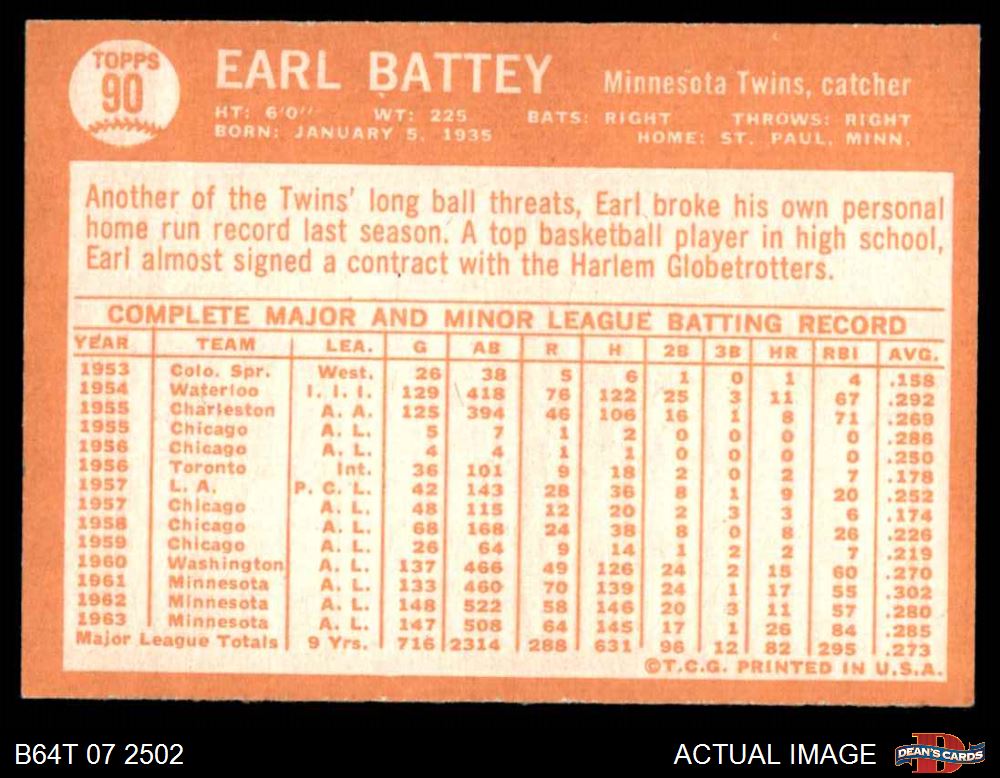 TOPPS
90
EARL BATTEY Minnesota Twins, catcher
HT: 6'0" WT: 225 BATS: RIGHT THROWS: RIGHT
BORN: JANUARY 5, 1935 HOME: ST. PAUL, MINN.
Another of the Twins' long ball threats, Earl broke his own personal
home run record last season. A top basketball player in high school,
Earl almost signed a contract with the Harlem Globetrotters.
COMPLETE MAJOR AND MINOR LEAGUE BATTING RECORD
YEAR TEAM LEA. G AB R H 2B 3B HR RBI AVG.
1953 Colo. Spr. West. 26 38 5 6 1 0 1 4 .158
1954 Waterloo I. I. I. 129 418 76 122 25 3 11 67 .292
1955 Charleston A. A. 125 394 46 106 16 1 8 71 .269
1955 Chicago A. L. 5 7 1 2 0 0 0 0 .286
1956 Chicago A. L. 4 4 1 1 0 0 0 0 .250
1956 Toronto Int. 36 101 9 18 2 0 2 7 .178
1957 L. A. P. C. L. 42 143 28 36 8 1 9 20 .252
1957 Chicago A. L. 48 115 12 20 2 3 3 6 .174
1958 Chicago A. L. 68 168 24 38 8 0 8 26 .226
1959 Chicago A. L. 26 64 9 14 1 2 2 7 .219
1960 Washington A. L. 137 466 49 126 24 2 15 60 .270
1961 Minnesota A. L. 133 460 70 139 24 1 17 55 .302
1962 Minnesota A. L. 148 522 58 146 20 3 11 57 .280
1963 Minnesota A. L. 147 508 64 145 17 1 26 84 .285
Major League Totals 9 Yrs. 716 2314 288 631 96 12 82 295 .273
©T.C.G. PRINTED IN U.S.A.
B64T 07 2502 ACTUAL IMAGE DEAN'S CARDS